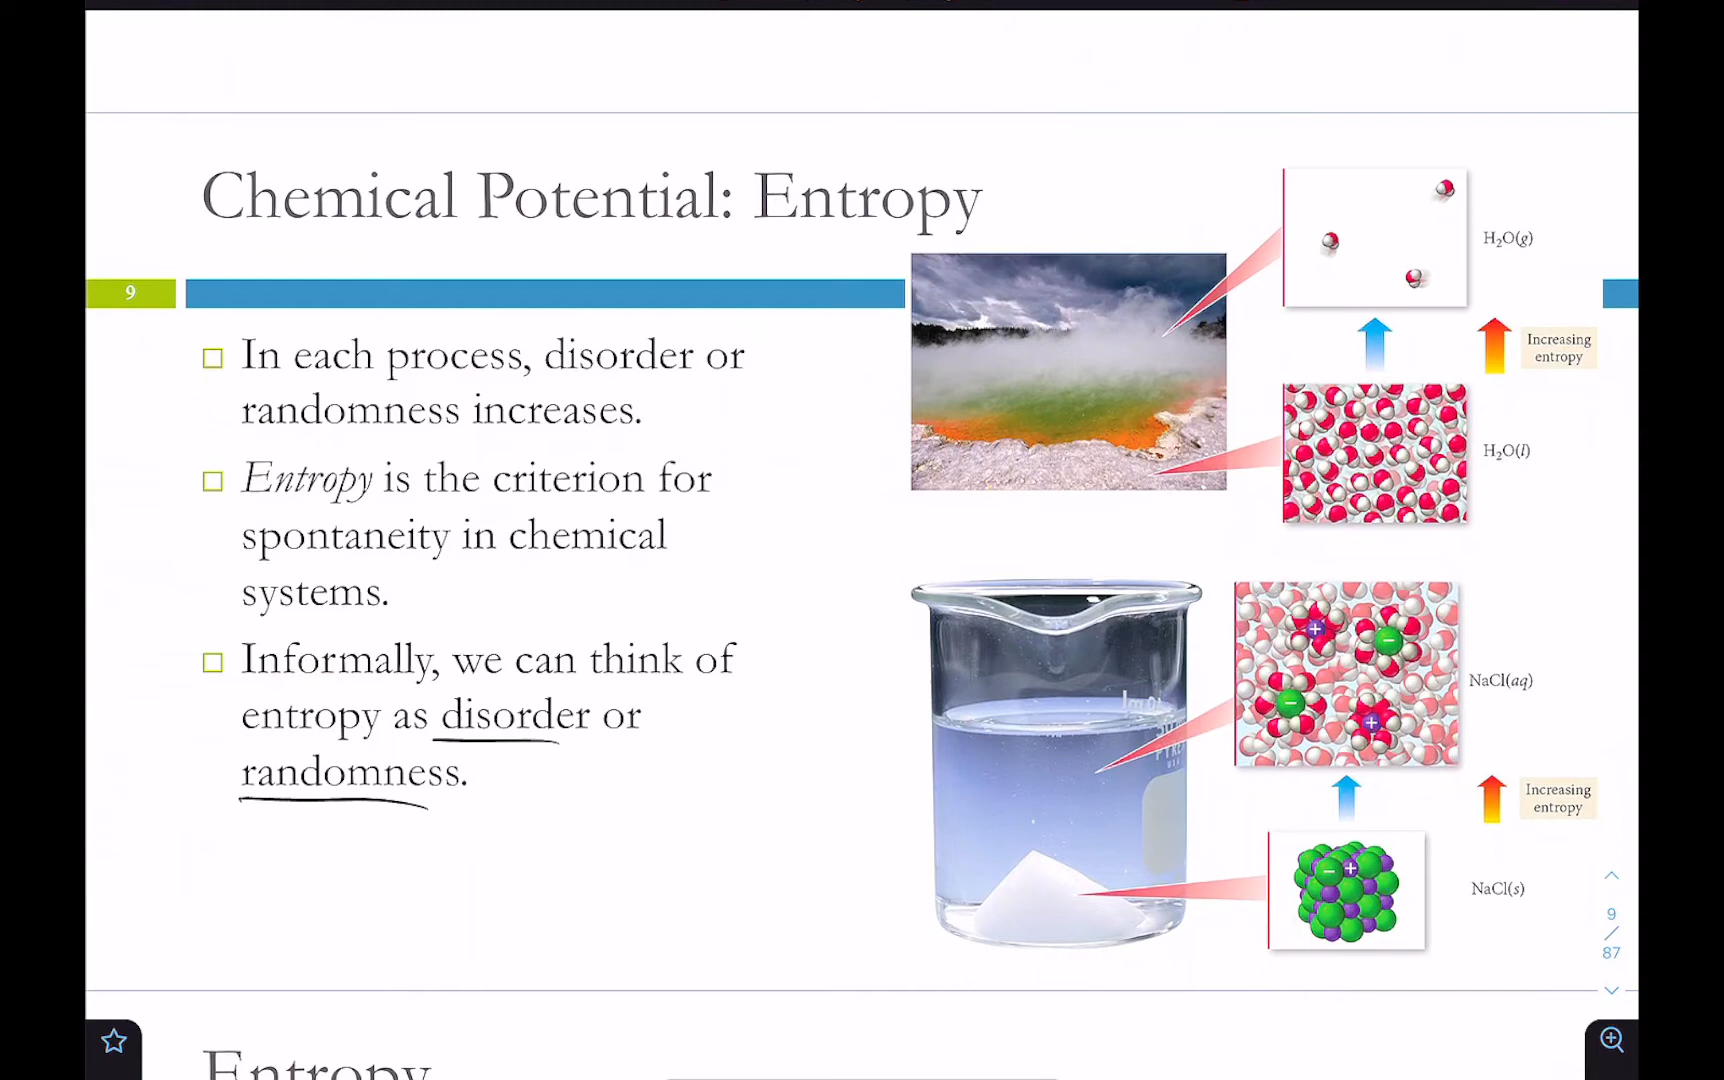 Chemical Potential: Entropy
9
In each process, disorder or
randomness increases.
Entropy is the criterion for
spontaneity in chemical
systems.
Informally, we can think of
entropy as disorder or
randomness.
H₂O(g)
Increasing
entropy
H₂O(l)
NaCl(aq)
+
−
−
+
Increasing
entropy
− +
NaCl(s)
9
/
87
Entropy